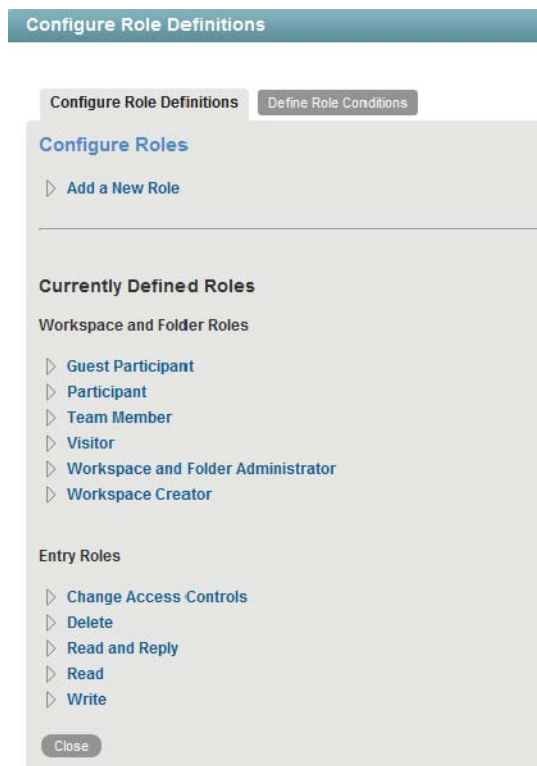 Configure Role Definitions
Configure Role Definitions Define Role Conditions
Configure Roles
Add a New Role
Currently Defined Roles
Workspace and Folder Roles
Guest Participant
Participant
Team Member
Visitor
Workspace and Folder Administrator
Workspace Creator
Entry Roles
Change Access Controls
Delete
Read and Reply
Read
Write
Close